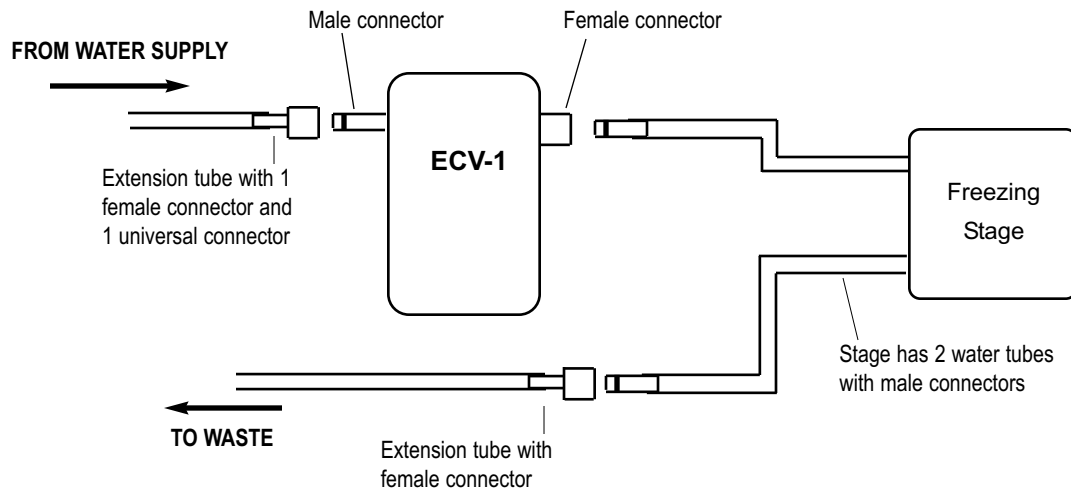 Male connector
Female connector
FROM WATER SUPPLY
ECV-1
Extension tube with 1
female connector and
1 universal connector
Freezing
Stage
Stage has 2 water tubes
with male connectors
TO WASTE
Extension tube with
female connector